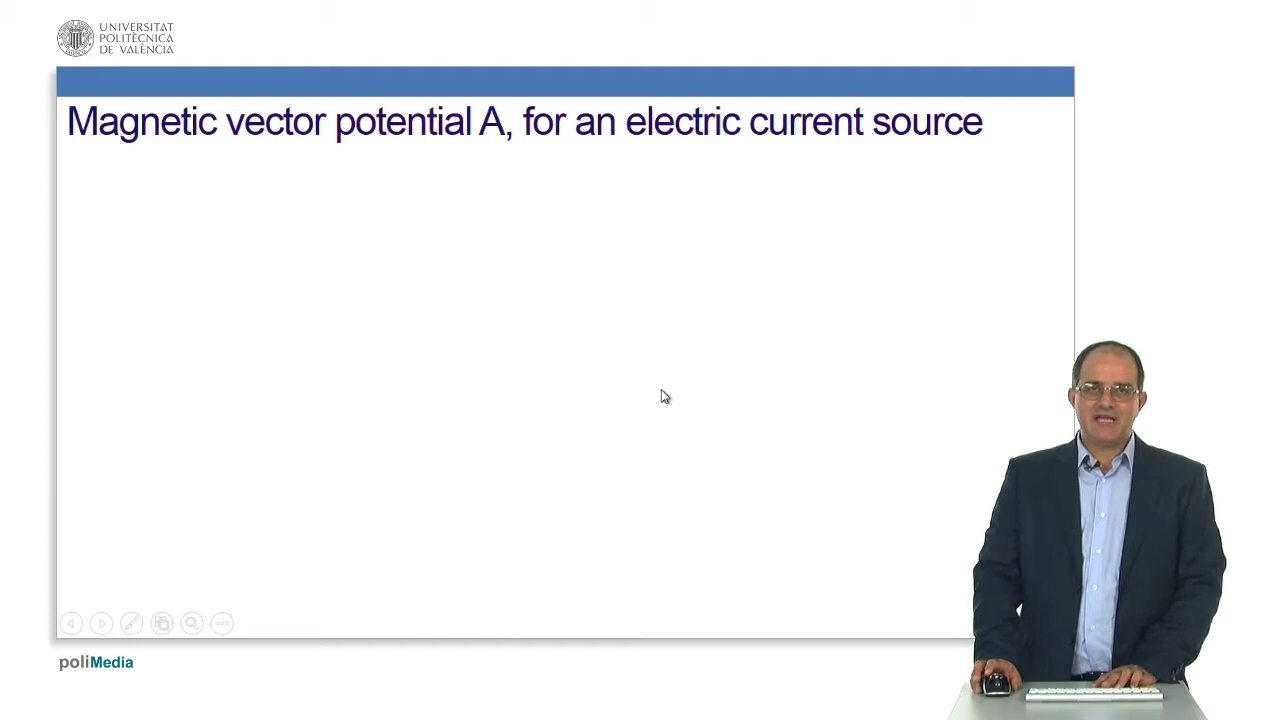 UNIVERSITAT
POLITÈCNICA
DE VALÈNCIA
Magnetic vector potential A, for an electric current source
poliMedia